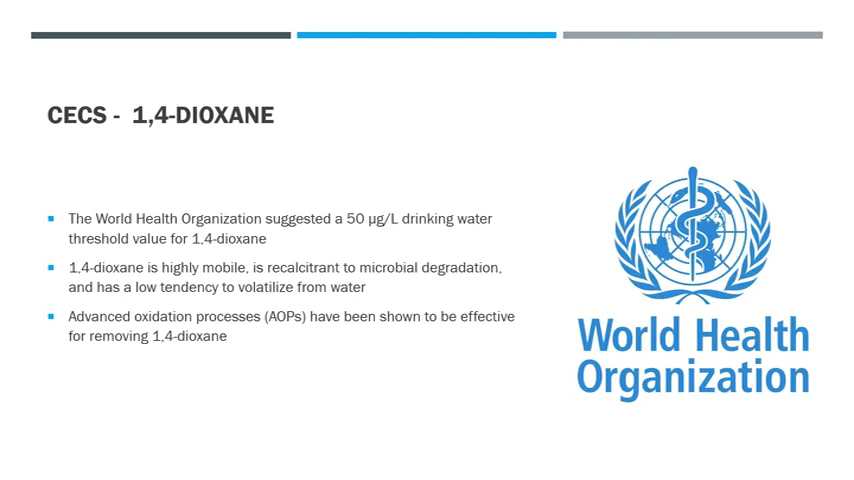 CECS - 1,4-DIOXANE
The World Health Organization suggested a 50 µg/L drinking water
threshold value for 1,4-dioxane
1,4-dioxane is highly mobile, is recalcitrant to microbial degradation,
and has a low tendency to volatilize from water
Advanced oxidation processes (AOPs) have been shown to be effective
for removing 1,4-dioxane
World Health
Organization